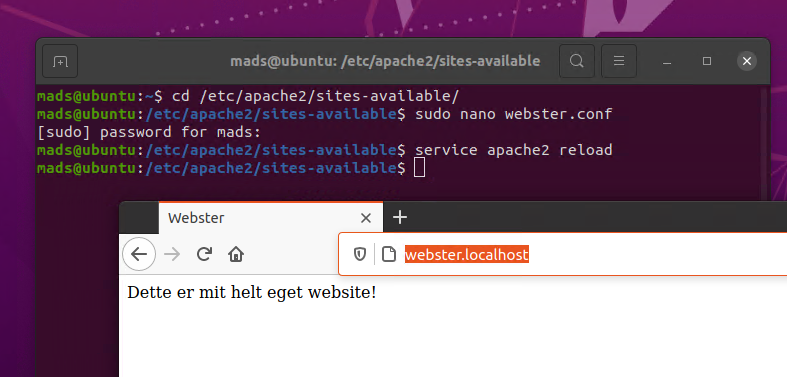 mads@ubuntu: /etc/apache2/sites-available
mads@ubuntu:~$ cd /etc/apache2/sites-available/
mads@ubuntu:/etc/apache2/sites-available$ sudo nano webster.conf
[sudo] password for mads:
mads@ubuntu:/etc/apache2/sites-available$ service apache2 reload
mads@ubuntu:/etc/apache2/sites-available$
Webster
webster.localhost
Dette er mit helt eget website!